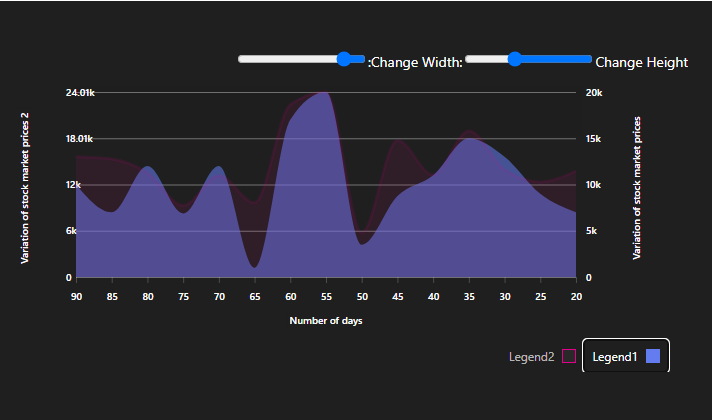 :Change Width: Change Height
24.01k 20k
18.01k 15k
12k 10k
6k 5k
0 0
Variation of stock market prices 2
Variation of stock market prices
90 85 80 75 70 65 60 55 50 45 40 35 30 25 20
Number of days
Legend2 Legend1